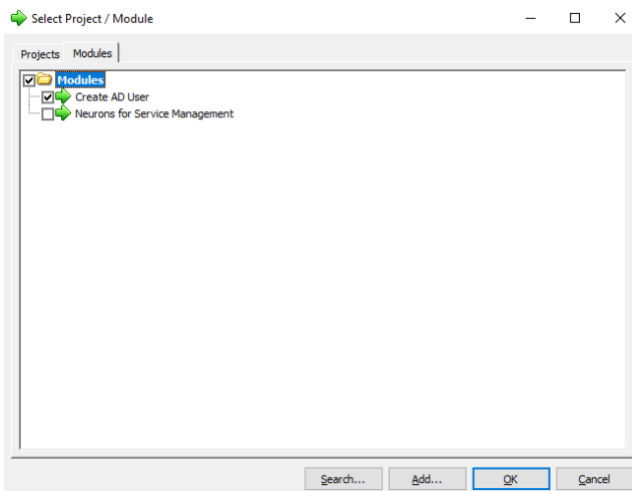 Select Project / Module
Projects Modules
Modules
Create AD User
Neurons for Service Management
Search... Add... OK Cancel